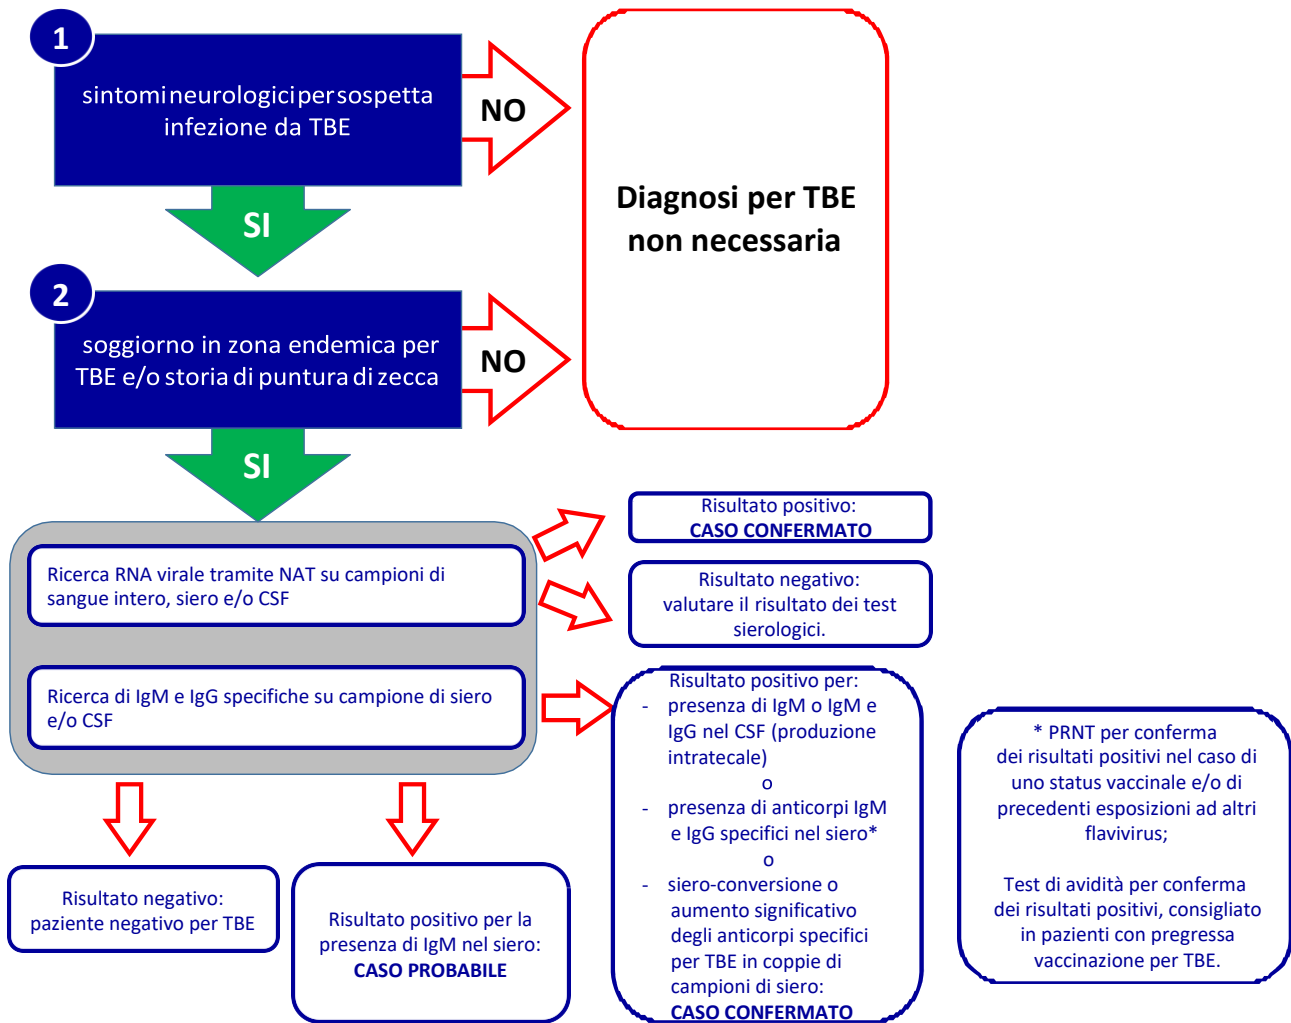 1
sintomi neurologici per sospetta
infezione da TBE
NO
SI
Diagnosi per TBE
non necessaria
2
soggiorno in zona endemica per
TBE e/o storia di puntura di zecca
NO
SI
Ricerca RNA virale tramite NAT su campioni di
sangue intero, siero e/o CSF
Ricerca di IgM e IgG specifiche su campione di siero
e/o CSF
Risultato positivo:
CASO CONFERMATO
Risultato negativo:
valutare il risultato dei test
sierologici.
Risultato positivo per:
- presenza di IgM o IgM e
IgG nel CSF (produzione
intratecale)
o
- presenza di anticorpi IgM
e IgG specifici nel siero*
o
- siero-conversione o
aumento significativo
degli anticorpi specifici
per TBE in coppie di
campioni di siero:
CASO CONFERMATO
* PRNT per conferma
dei risultati positivi nel caso di
uno status vaccinale e/o di
precedenti esposizioni ad altri
flavivirus;
Test di avidità per conferma
dei risultati positivi, consigliato
in pazienti con pregressa
vaccinazione per TBE.
Risultato negativo:
paziente negativo per TBE
Risultato positivo per la
presenza di IgM nel siero:
CASO PROBABILE